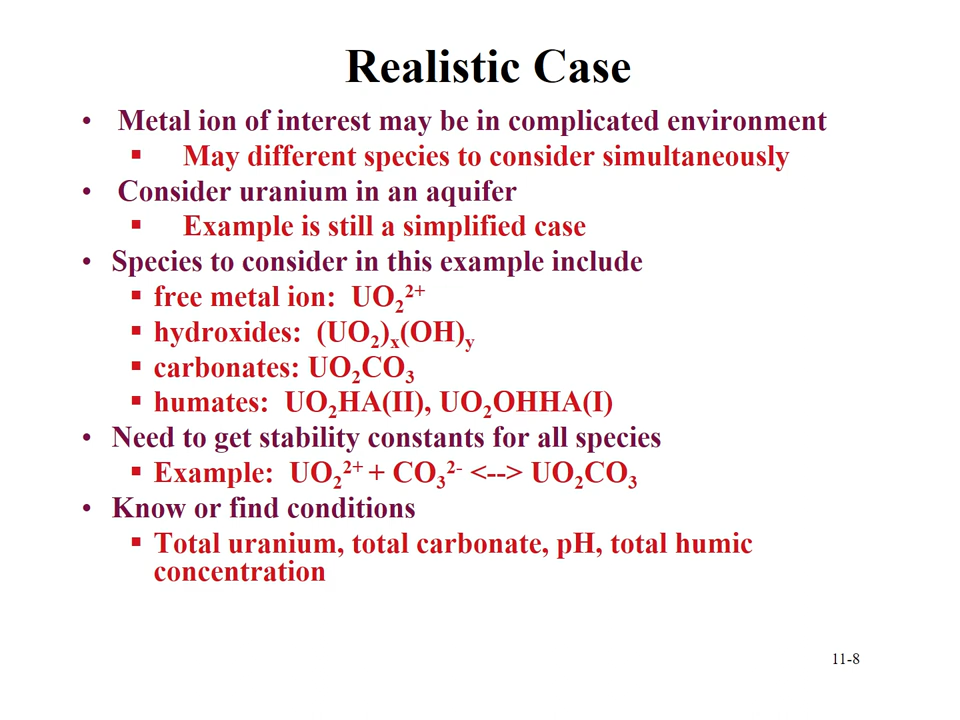 Realistic Case
• Metal ion of interest may be in complicated environment
▪ May different species to consider simultaneously
• Consider uranium in an aquifer
▪ Example is still a simplified case
• Species to consider in this example include
▪ free metal ion: UO₂²⁺
▪ hydroxides: (UO₂)ₓ(OH)y
▪ carbonates: UO₂CO₃
▪ humates: UO₂HA(II), UO₂OHHA(I)
• Need to get stability constants for all species
▪ Example: UO₂²⁺ + CO₃²⁻ <--> UO₂CO₃
• Know or find conditions
▪ Total uranium, total carbonate, pH, total humic
concentration
11-8